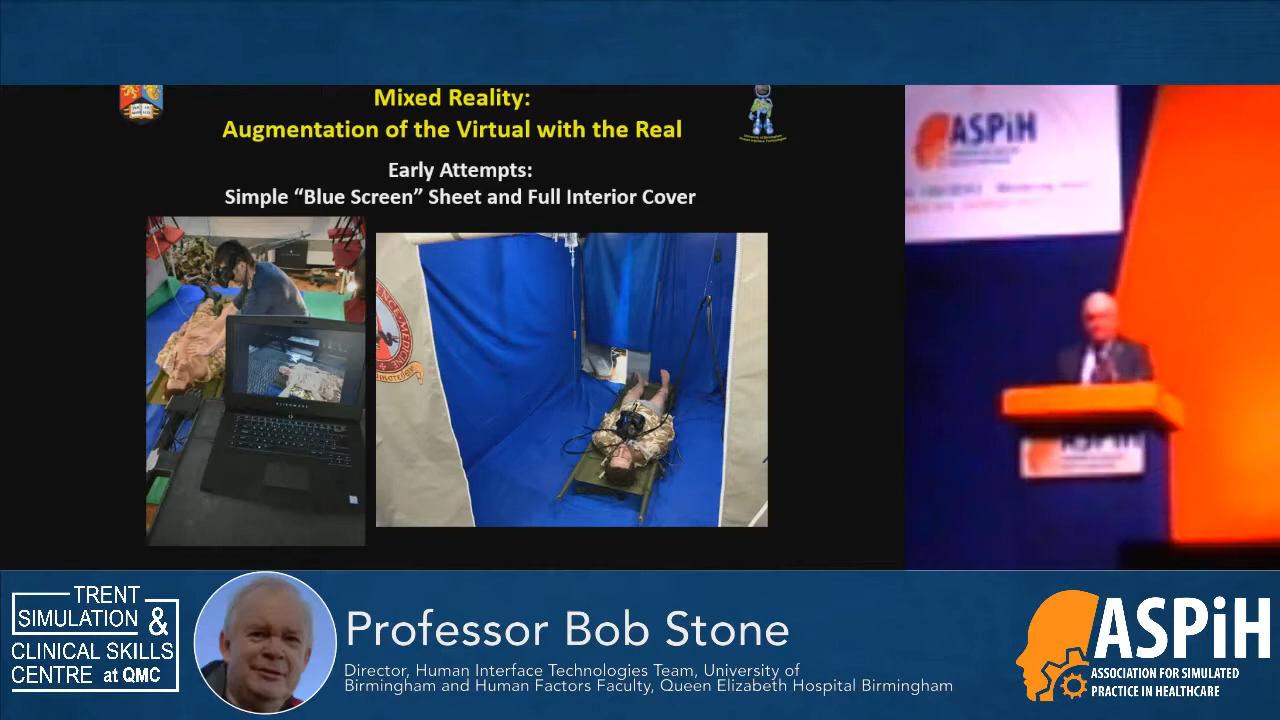 Mixed Reality:
Augmentation of the Virtual with the Real
Early Attempts:
Simple “Blue Screen” Sheet and Full Interior Cover
ASPiH
ALIENWARE
ASPiH
TRENT
SIMULATION &
CLINICAL SKILLS
CENTRE at QMC
Professor Bob Stone
Director, Human Interface Technologies Team, University of
Birmingham and Human Factors Faculty, Queen Elizabeth Hospital Birmingham
ASPiH
ASSOCIATION FOR SIMULATED
PRACTICE IN HEALTHCARE